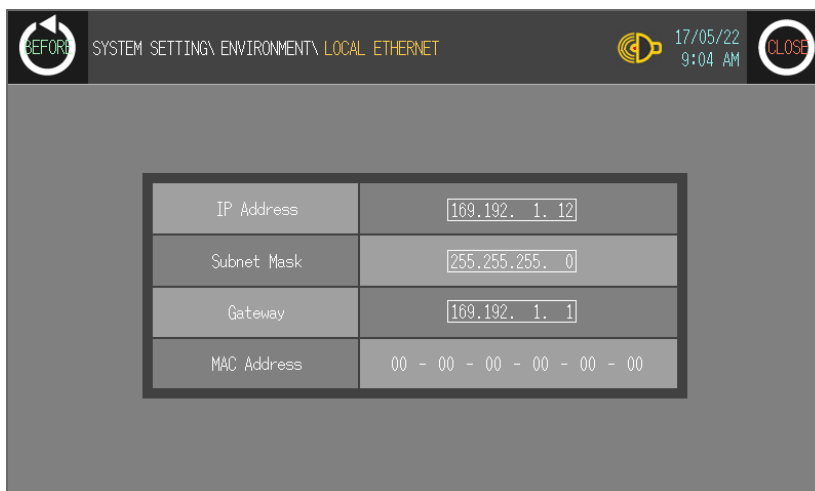 BEFORE
SYSTEM SETTING\ ENVIRONMENT\ LOCAL ETHERNET
17/05/22
9:04 AM
CLOSE
IP Address 169.192. 1. 12
Subnet Mask 255.255.255. 0
Gateway 169.192. 1. 1
MAC Address 00 - 00 - 00 - 00 - 00 - 00